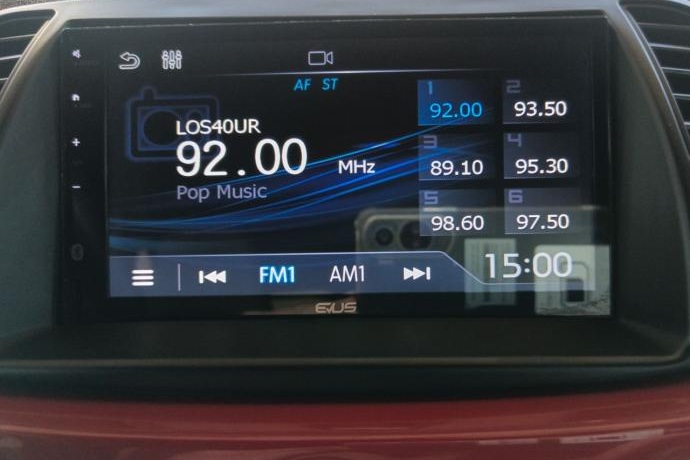 AF ST
LOS40UR
92.00 MHz
Pop Music
1 92.00
2 93.50
3 89.10
4 95.30
5 98.60
6 97.50
FM1 AM1
15:00
EVUS